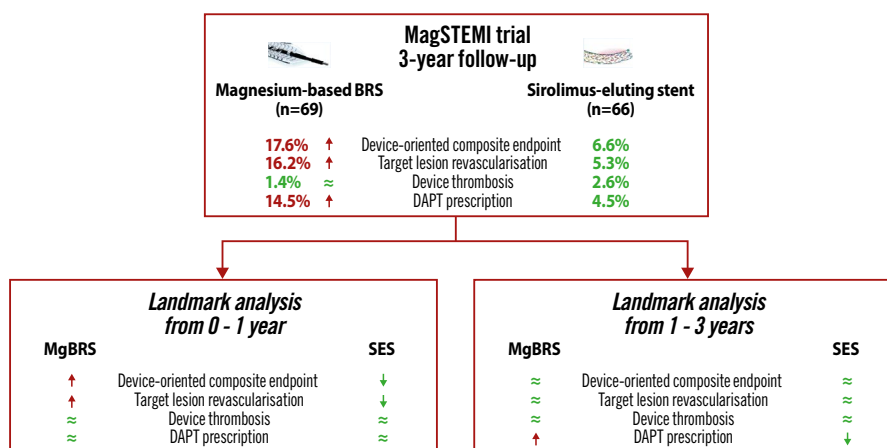 MagSTEMI trial
3-year follow-up
Magnesium-based BRS
(n=69)
Sirolimus-eluting stent
(n=66)
17.6% ↑ Device-oriented composite endpoint 6.6%
16.2% ↑ Target lesion revascularisation 5.3%
1.4% ≈ Device thrombosis 2.6%
14.5% ↑ DAPT prescription 4.5%
Landmark analysis
from 0 - 1 year
MgBRS SES
↑ Device-oriented composite endpoint ↓
↑ Target lesion revascularisation ↓
≈ Device thrombosis ≈
≈ DAPT prescription ≈
Landmark analysis
from 1 - 3 years
MgBRS SES
≈ Device-oriented composite endpoint ≈
≈ Target lesion revascularisation ≈
≈ Device thrombosis ≈
↑ DAPT prescription ↓